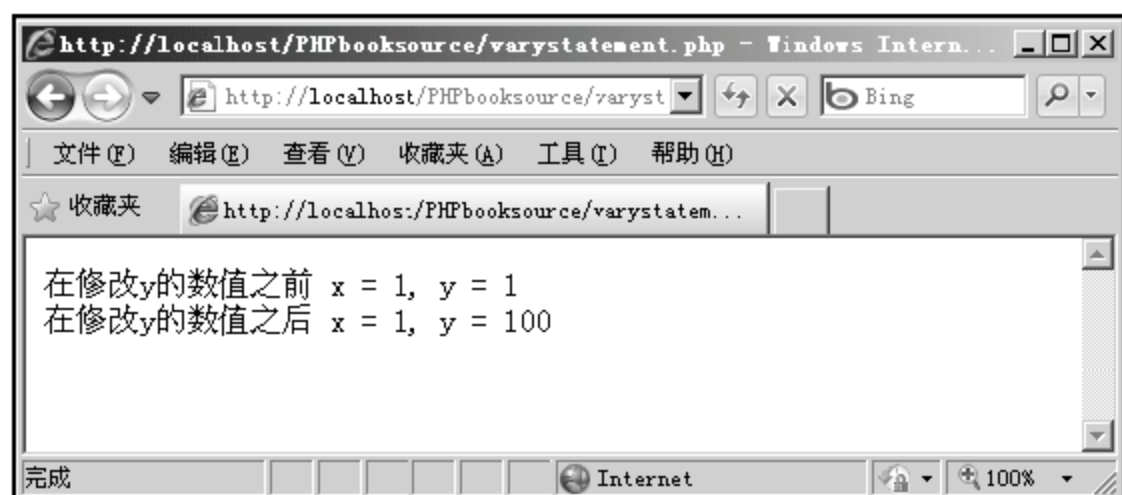 http://localhost/PHPbooksource/varystatement.php - Windows Intern...
http://localhost/PHPbooksource/varyst
Bing
文件(F) 编辑(E) 查看(V) 收藏夹(A) 工具(T) 帮助(H)
收藏夹 http://localhost/PHPbooksource/varystatem...
在修改y的数值之前 x = 1, y = 1
在修改y的数值之后 x = 1, y = 100
完成 Internet 100%